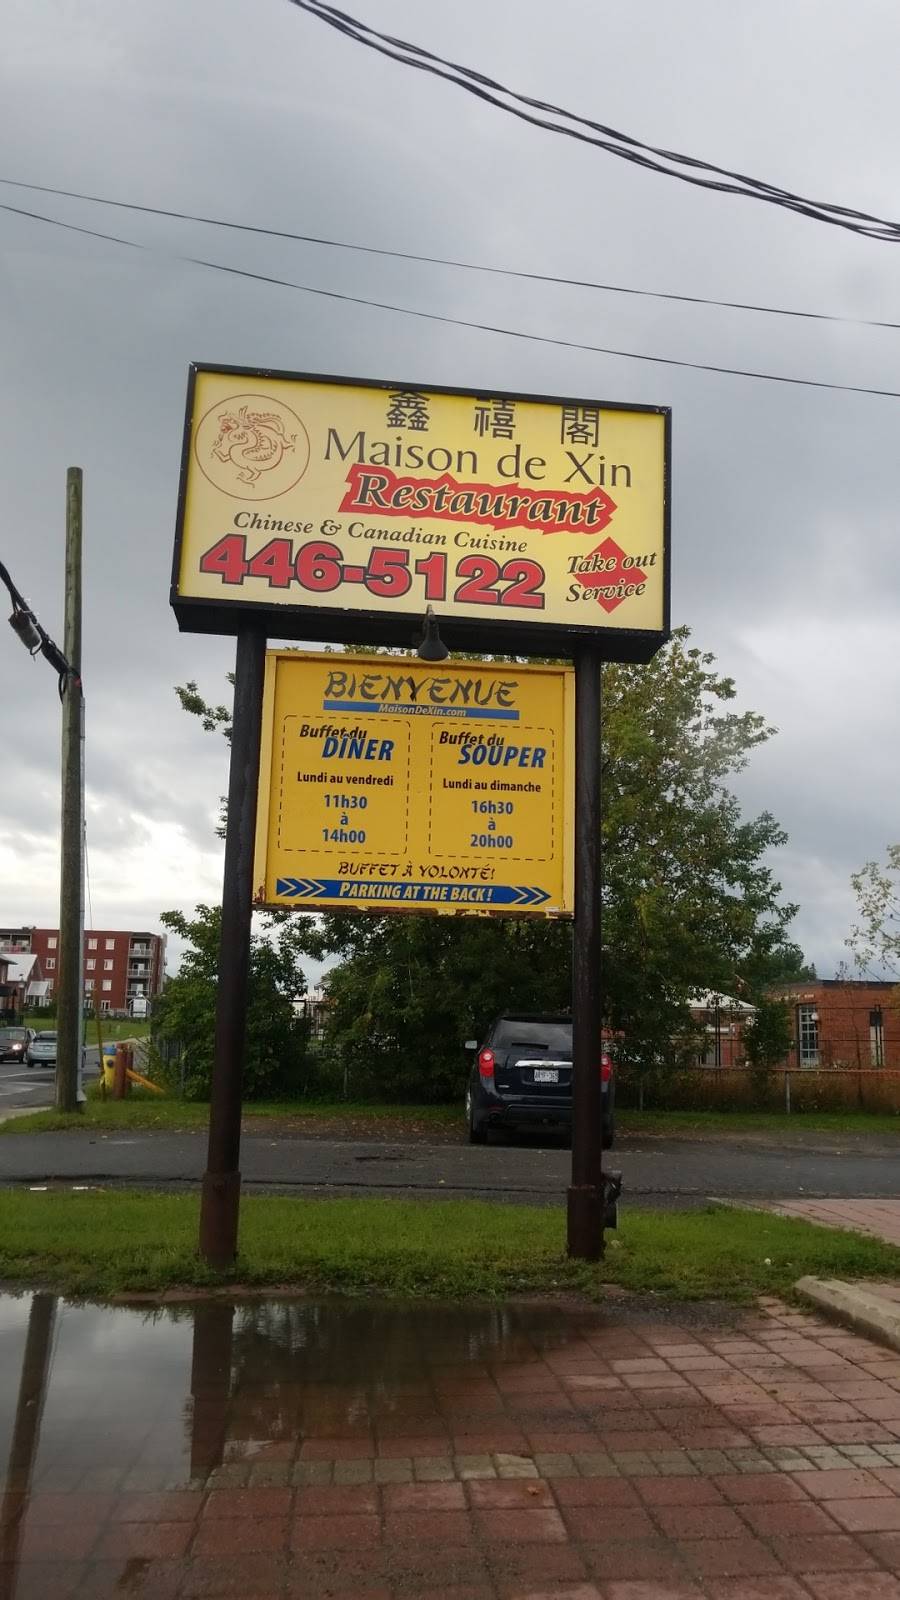 鑫禧閣
Maison de Xin
Restaurant
Chinese & Canadian Cuisine
446-5122
Take out
Service
BIENVENUE
MaisonDeXin.com
Buffet du
DÎNER
Lundi au vendredi
11h30
à
14h00
Buffet du
SOUPER
Lundi au dimanche
16h30
à
20h00
BUFFET À VOLONTÉ!
PARKING AT THE BACK!